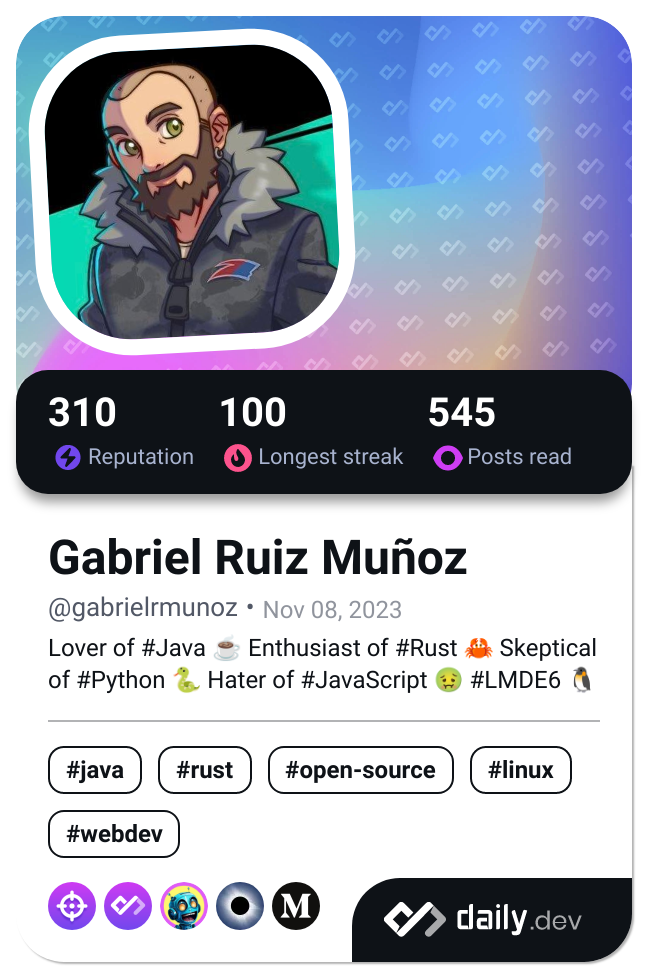 310 100 545
Reputation Longest streak Posts read
Gabriel Ruiz Muñoz
@gabrielrmunoz • Nov 08, 2023
Lover of #Java ☕ Enthusiast of #Rust 🦀 Skeptical
of #Python 🐍 Hater of #JavaScript 🤢 #LMDE6 🐧
#java #rust #open-source #linux
#webdev
M daily.dev